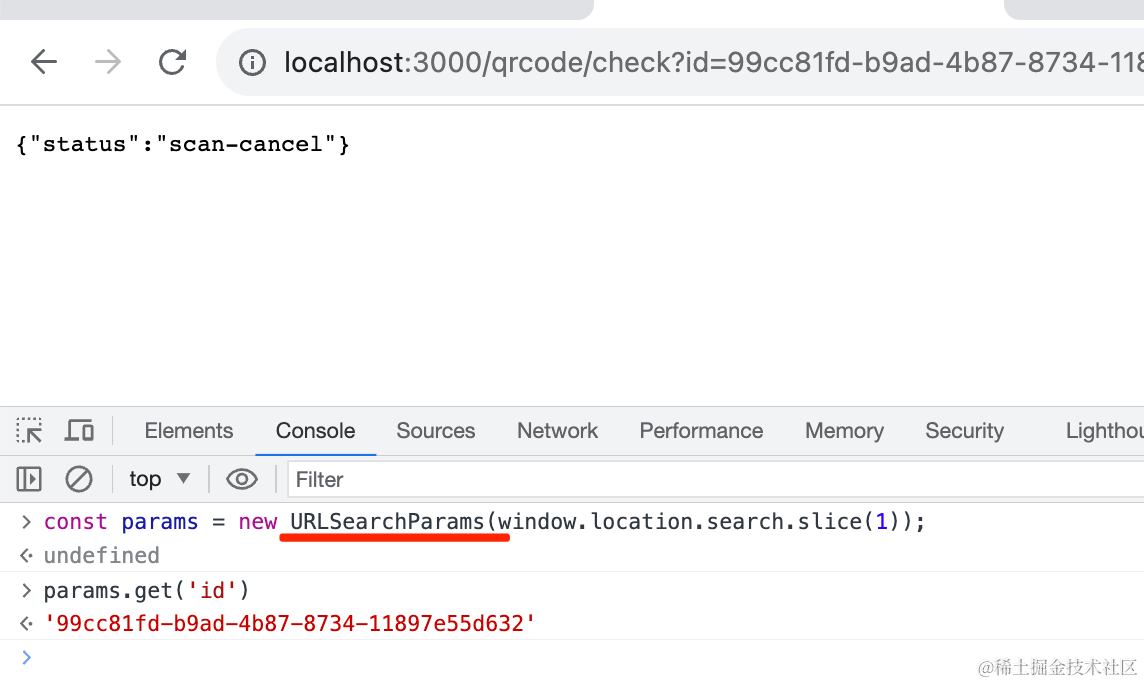 localhost:3000/qrcode/check?id=99cc81fd-b9ad-4b87-8734-118
{"status":"scan-cancel"}
Elements Console Sources Network Performance Memory Security Lighthou
top Filter
const params = new URLSearchParams(window.location.search.slice(1));
undefined
params.get('id')
'99cc81fd-b9ad-4b87-8734-11897e55d632'
@稀土掘金技术社区